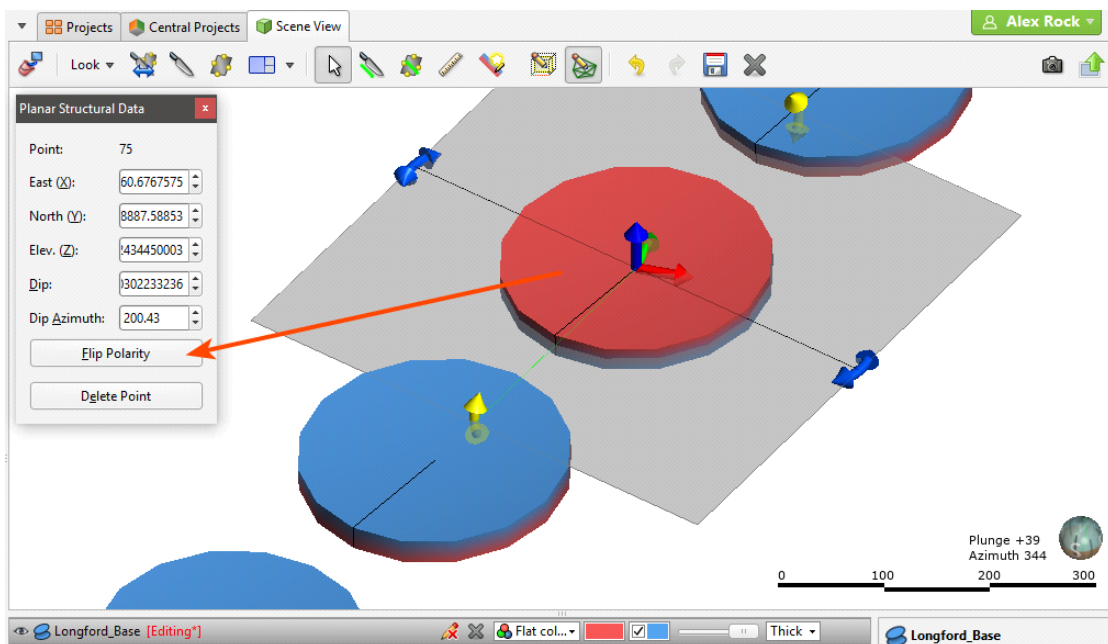 Projects
Central Projects
Scene View
Alex Rock
Look
Planar Structural Data
x
Point: 75
East (X): 60.6767575
North (Y): 8887.58853
Elev. (Z): 434450003
Dip: 302233236
Dip Azimuth: 200.43
Flip Polarity
Delete Point
Plunge +39
Azimuth 344
0 100 200 300
Longford_Base [Editing*]
Flat col...
Thick
Longford_Base